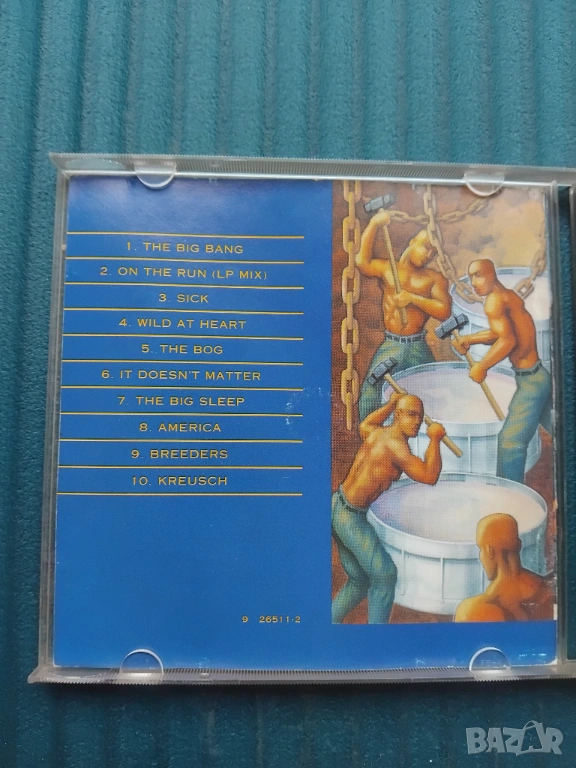 1. THE BIG BANG
2. ON THE RUN (LP MIX)
3. SICK
4. WILD AT HEART
5. THE BOG
6. IT DOESN'T MATTER
7. THE BIG SLEEP
8. AMERICA
9. BREEDERS
10. KREUSCH
9 26511-2
BAZAR